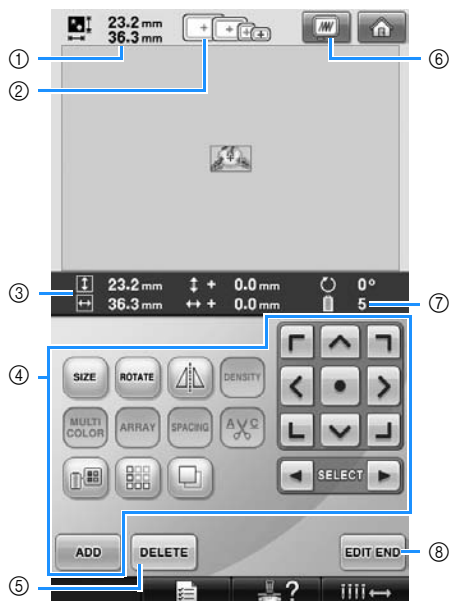 23.2 mm
36.3 mm
①
②
⑥
③
23.2 mm + 0.0 mm 0°
36.3 mm + 0.0 mm 5
⑦
④
SIZE ROTATE DENSITY
MULTI COLOR ARRAY SPACING A C
SELECT
ADD DELETE EDIT END
⑧
⑤
?